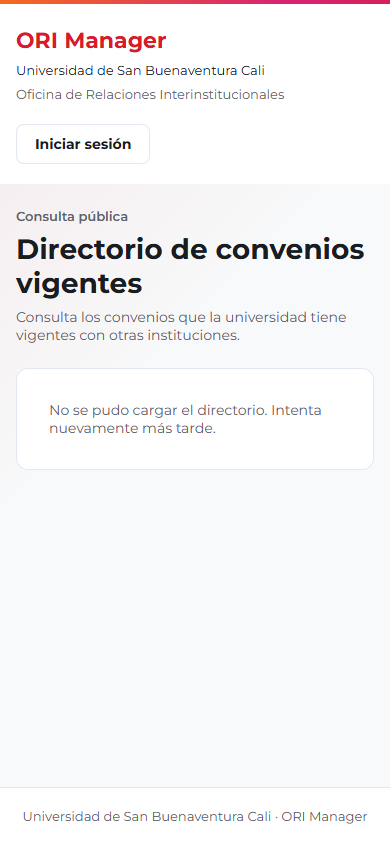 ORI Manager
Universidad de San Buenaventura Cali
Oficina de Relaciones Interinstitucionales
Iniciar sesión
Consulta pública
Directorio de convenios
vigentes
Consulta los convenios que la universidad tiene
vigentes con otras instituciones.
No se pudo cargar el directorio. Intenta
nuevamente más tarde.
Universidad de San Buenaventura Cali · ORI Manager